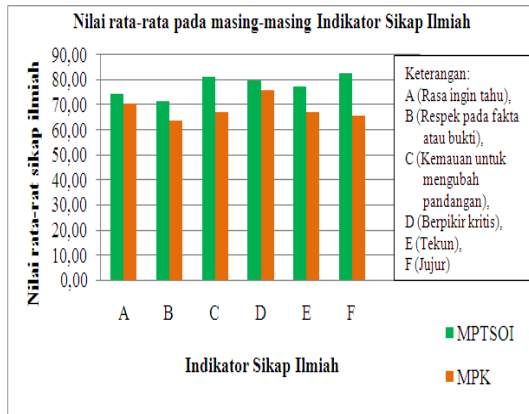 Nilai rata-rata pada masing-masing Indikator Sikap Ilmiah
Nilai rata-rat sikap ilmiah
90,00
80,00
70,00
60,00
50,00
40,00
30,00
20,00
10,00
0,00
A B C D E F
Indikator Sikap Ilmiah
Keterangan:
A (Rasa ingin tahu),
B (Respek pada fakta
atau bukti),
C (Kemauan untuk
mengubah
pandangan),
D (Berpikir kritis),
E (Tekun),
F (Jujur)
MPTSOI
MPK